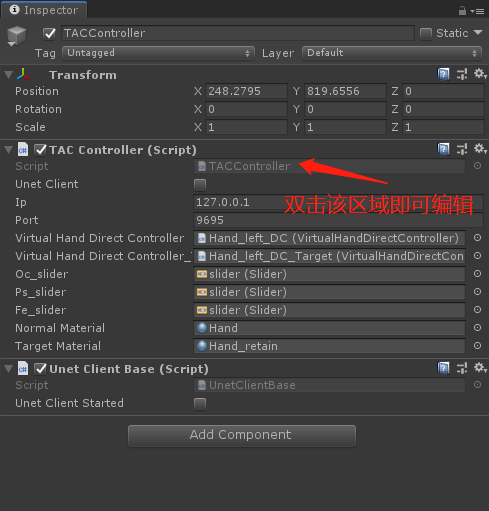 Inspector
TACController Static
Tag Untagged Layer Default
Transform
Position X 248.2795 Y 819.6556 Z 0
Rotation X 0 Y 0 Z 0
Scale X 1 Y 1 Z 1
TAC Controller (Script)
Script TACController
Unet Client
Ip 127.0.0.1
双击该区域即可编辑
Port 9695
Virtual Hand Direct Controller Hand_left_DC (VirtualHandDirectController)
Virtual Hand Direct Controller_ Hand_left_DC_Target (VirtualHandDirectCon
Oc_slider slider (Slider)
Ps_slider slider (Slider)
Fe_slider slider (Slider)
Normal Material Hand
Target Material Hand_retain
Unet Client Base (Script)
Script UnetClientBase
Unet Client Started
Add Component